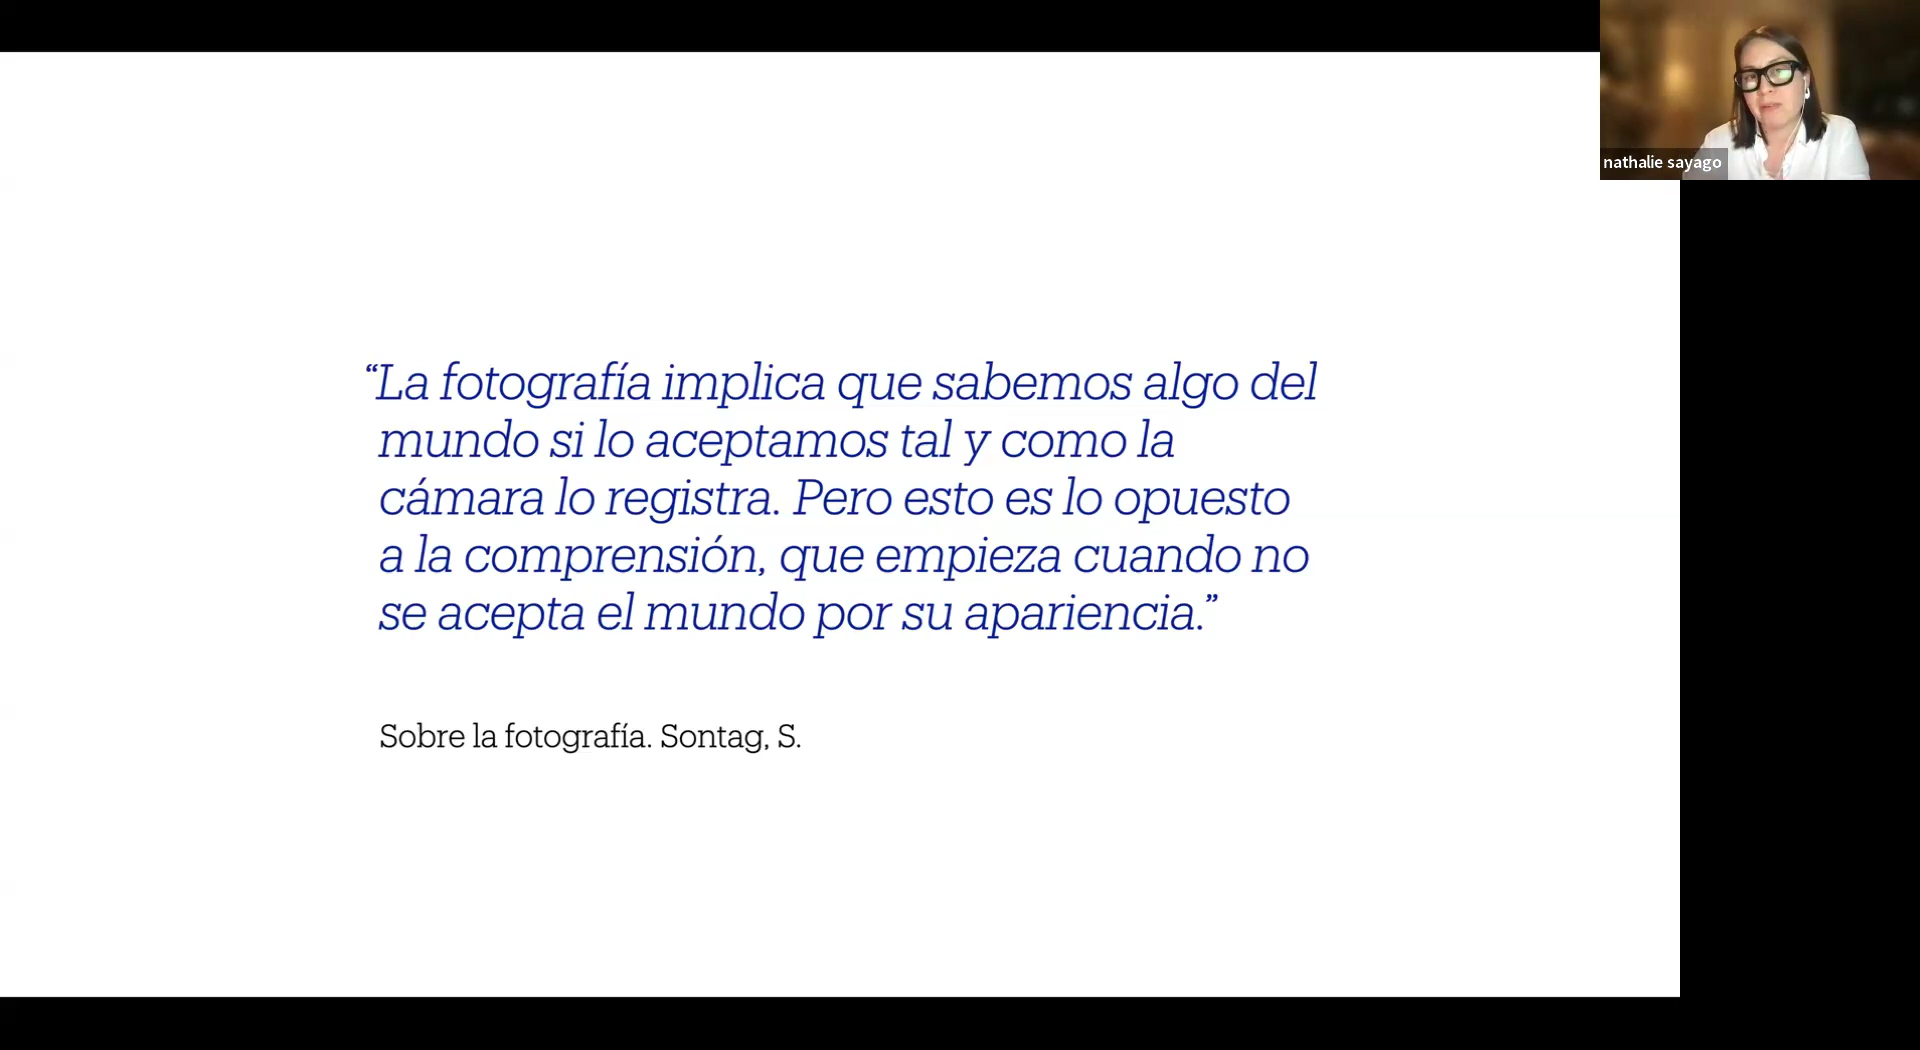 “La fotografía implica que sabemos algo del
mundo si lo aceptamos tal y como la
cámara lo registra. Pero esto es lo opuesto
a la comprensión, que empieza cuando no
se acepta el mundo por su apariencia.”
Sobre la fotografía. Sontag, S.
nathalie sayago